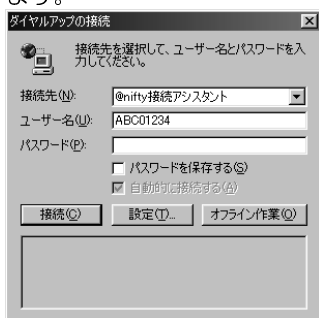 ます。
ダイヤルアップの接続
接続先を選択して、ユーザー名とパスワードを入
力してください。
接続先(N): @nifty接続アシスタント
ユーザー名(U): ABC01234
パスワード(P):
パスワードを保存する(S)
自動的に接続する(A)
接続(C) 設定(T)... オフライン作業(O)